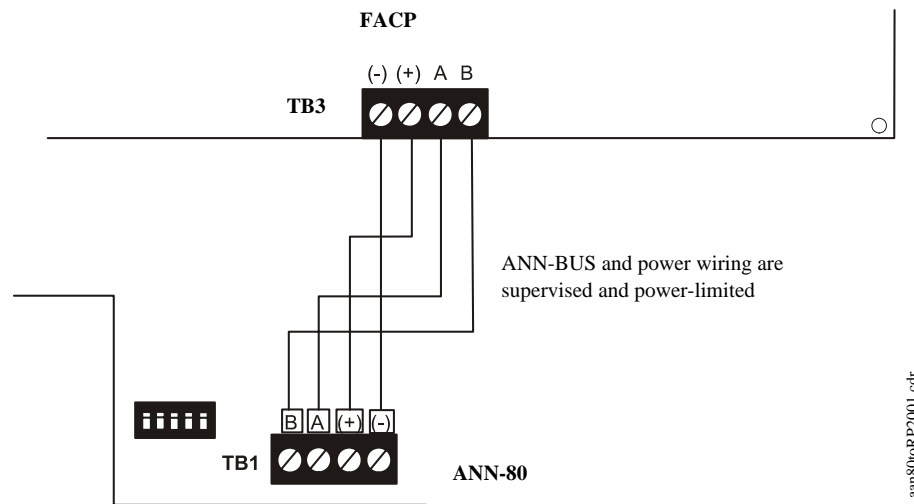 FACP
(-) (+) A B
TB3
ANN-BUS and power wiring are
supervised and power-limited
B A (+) (-)
TB1
ANN-80